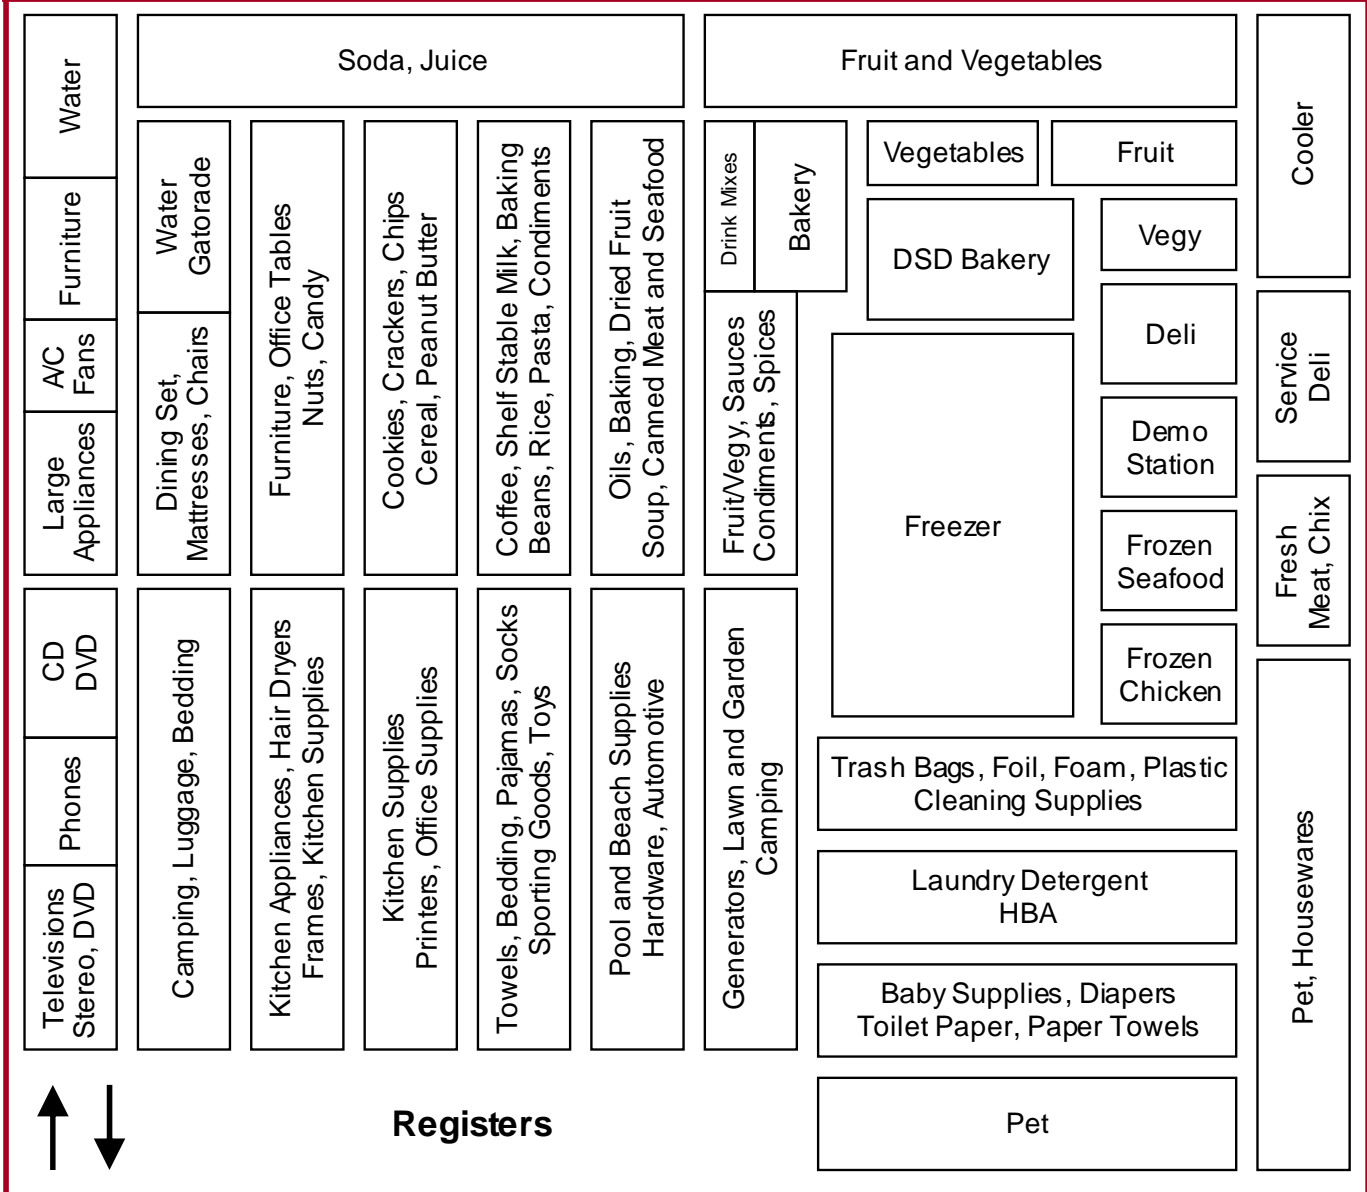 Water
Furniture
A/C
Fans
Large
Appliances
CD
DVD
Phones
Televisions
Stereo, DVD
Soda, Juice
Water
Gatorade
Dining Set,
Mattresses, Chairs
Furniture, Office Tables
Nuts, Candy
Cookies, Crackers, Chips
Cereal, Peanut Butter
Coffee, Shelf Stable Milk, Baking
Beans, Rice, Pasta, Condiments
Oils, Baking, Dried Fruit
Soup, Canned Meat and Seafood
Camping, Luggage, Bedding
Kitchen Appliances, Hair Dryers
Frames, Kitchen Supplies
Kitchen Supplies
Printers, Office Supplies
Towels, Bedding, Pajamas, Socks
Sporting Goods, Toys
Pool and Beach Supplies
Hardware, Automotive
Generators, Lawn and Garden
Camping
Fruit and Vegetables
Drink Mixes
Bakery
Fruit/Vegy, Sauces
Condiments, Spices
Vegetables
Fruit
DSD Bakery
Vegy
Deli
Freezer
Demo
Station
Frozen
Seafood
Frozen
Chicken
Trash Bags, Foil, Foam, Plastic
Cleaning Supplies
Laundry Detergent
HBA
Baby Supplies, Diapers
Toilet Paper, Paper Towels
Pet
Cooler
Service
Deli
Fresh
Meat, Chix
Pet, Housewares
Registers